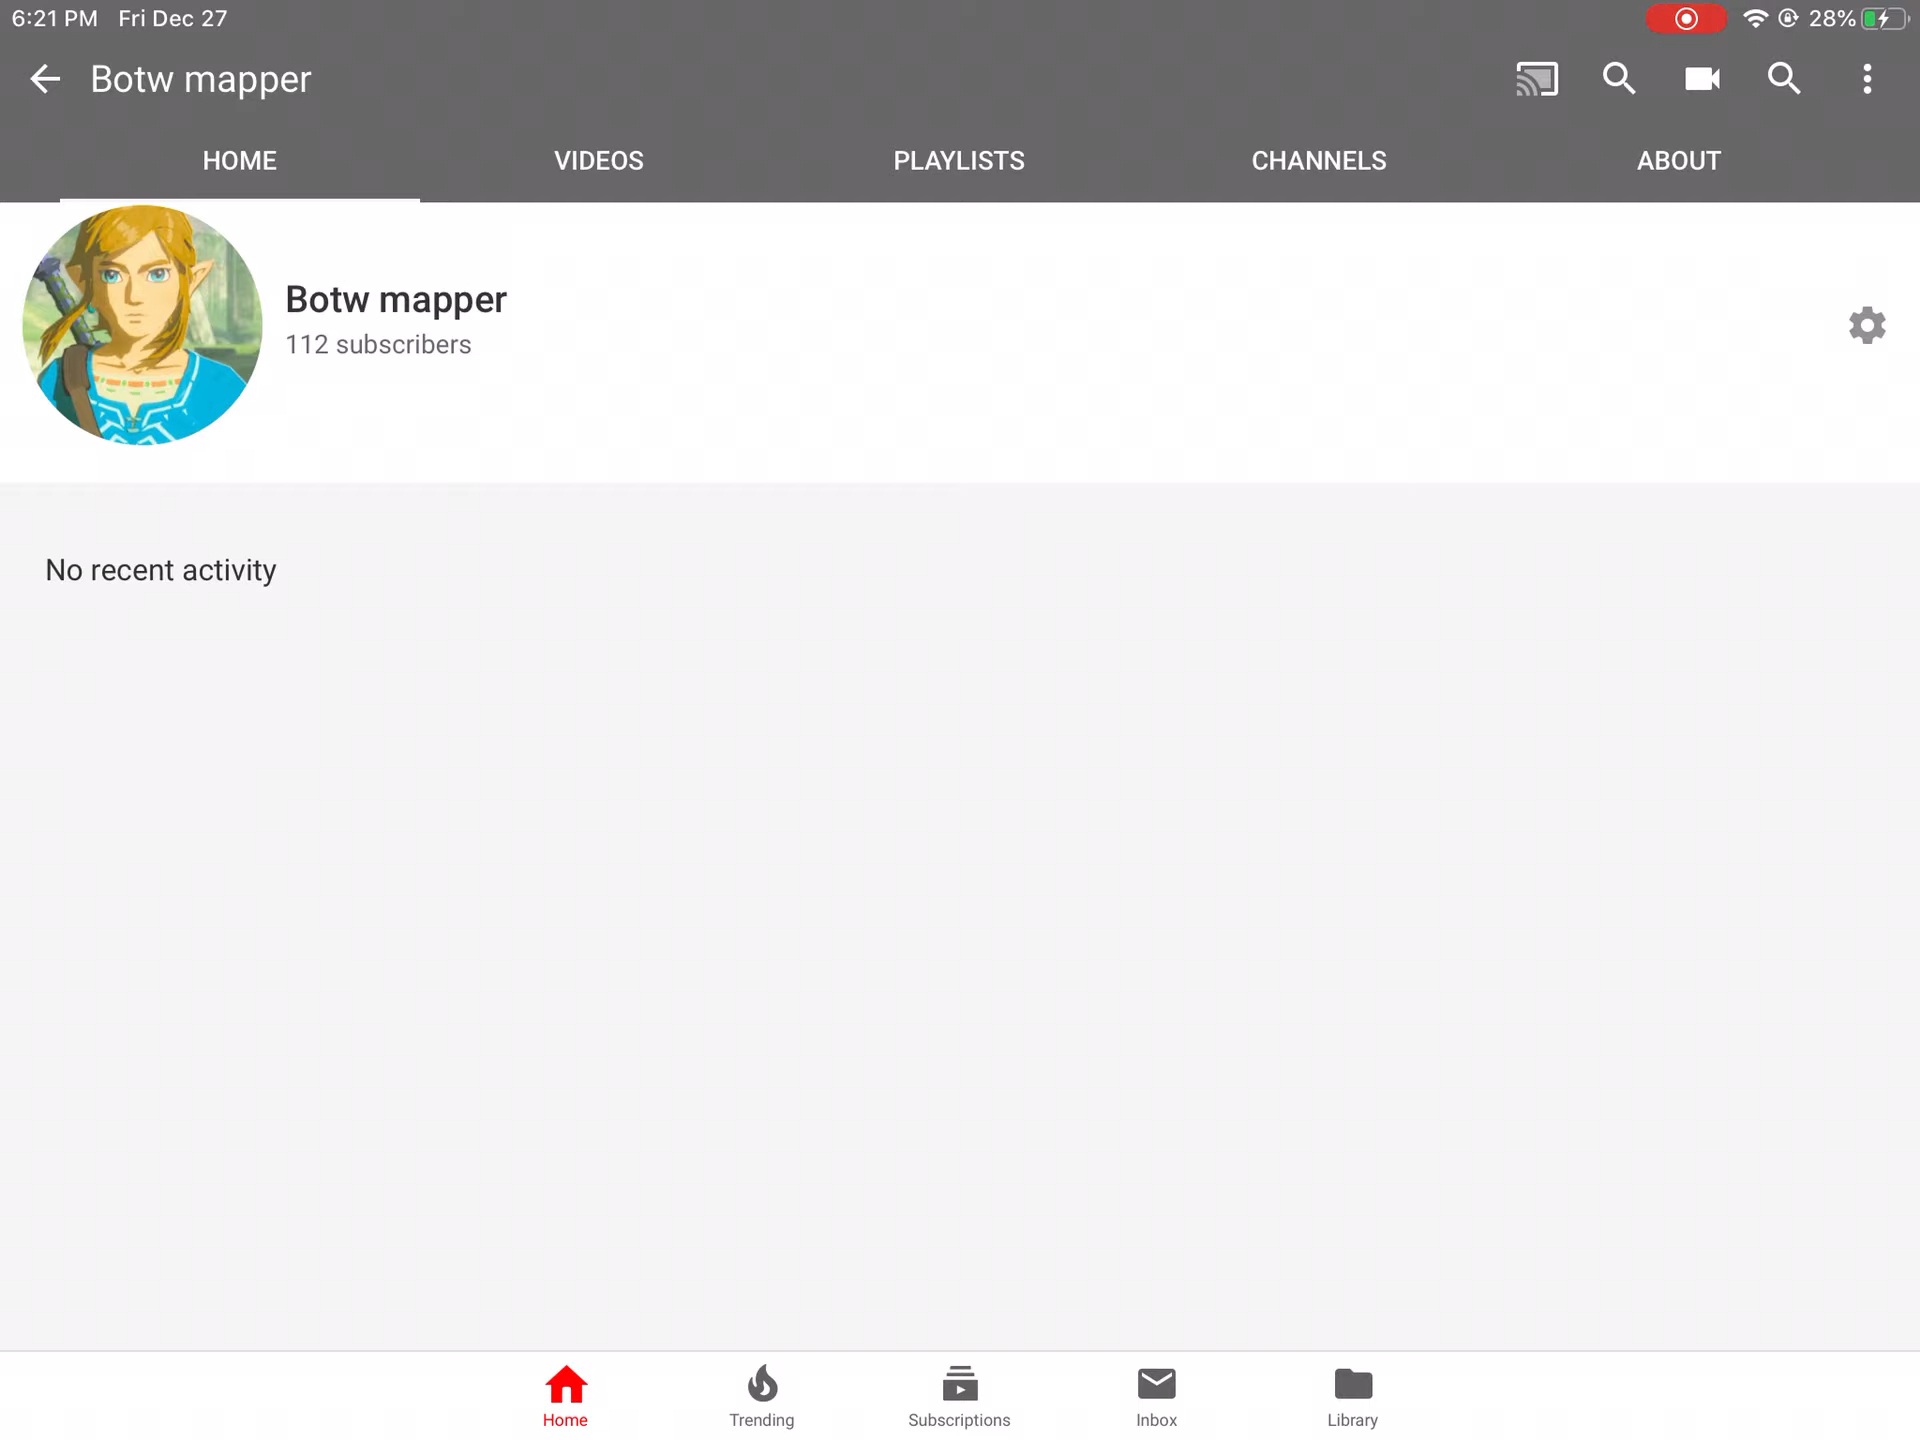 6:21 PM Fri Dec 27 28%
Botw mapper
HOME VIDEOS PLAYLISTS CHANNELS ABOUT
Botw mapper
112 subscribers
No recent activity
Home Trending Subscriptions Inbox Library